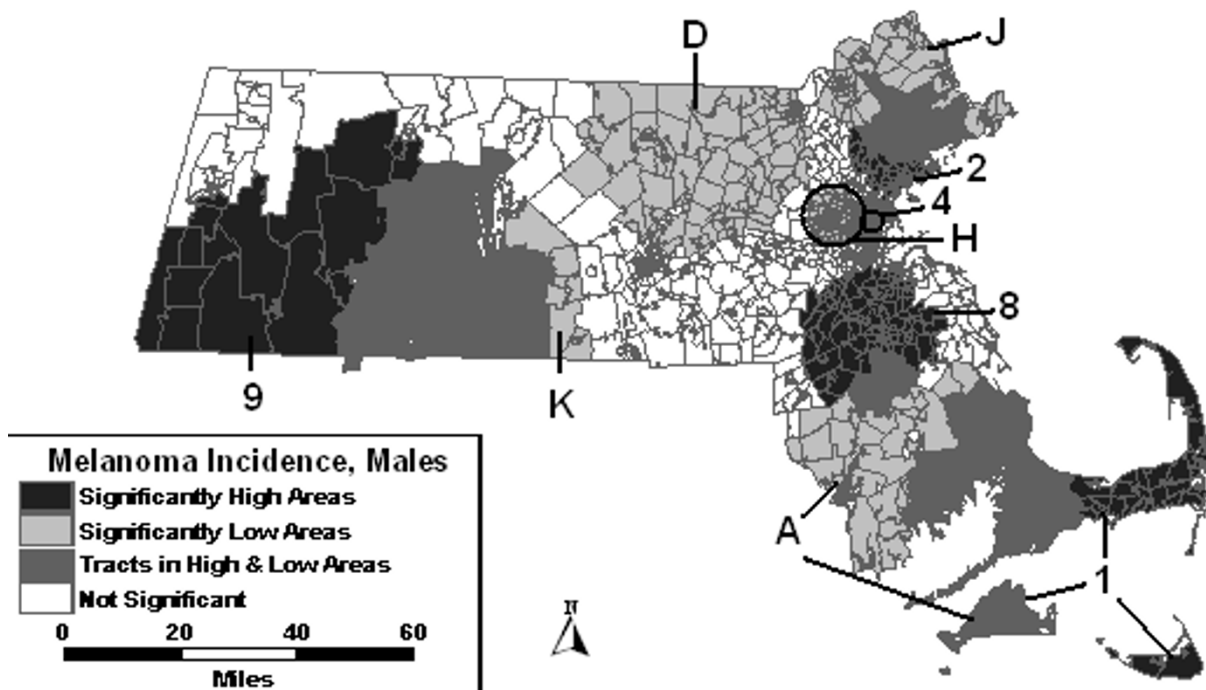 D
J
2
4
H
8
9
K
A
1
Melanoma Incidence, Males
Significantly High Areas
Significantly Low Areas
Tracts in High & Low Areas
Not Significant
0 20 40 60
Miles
N